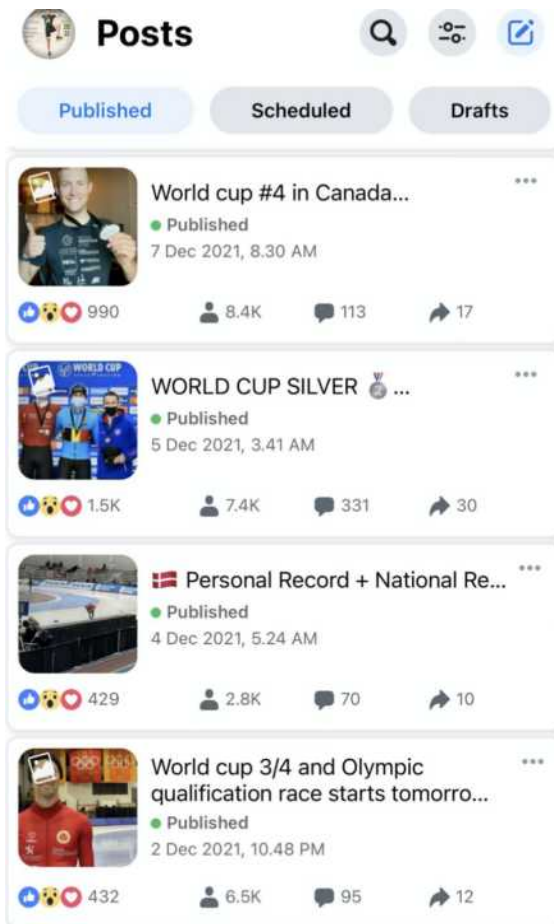 Posts
Published Scheduled Drafts
World cup #4 in Canada...
Published
7 Dec 2021, 8.30 AM
990 8.4K 113 17
WORLD CUP
WORLD CUP SILVER 🥈 ...
Published
5 Dec 2021, 3.41 AM
1.5K 7.4K 331 30
🇩🇰 Personal Record + National Re...
Published
4 Dec 2021, 5.24 AM
429 2.8K 70 10
World cup 3/4 and Olympic
qualification race starts tomorro...
Published
2 Dec 2021, 10.48 PM
432 6.5K 95 12